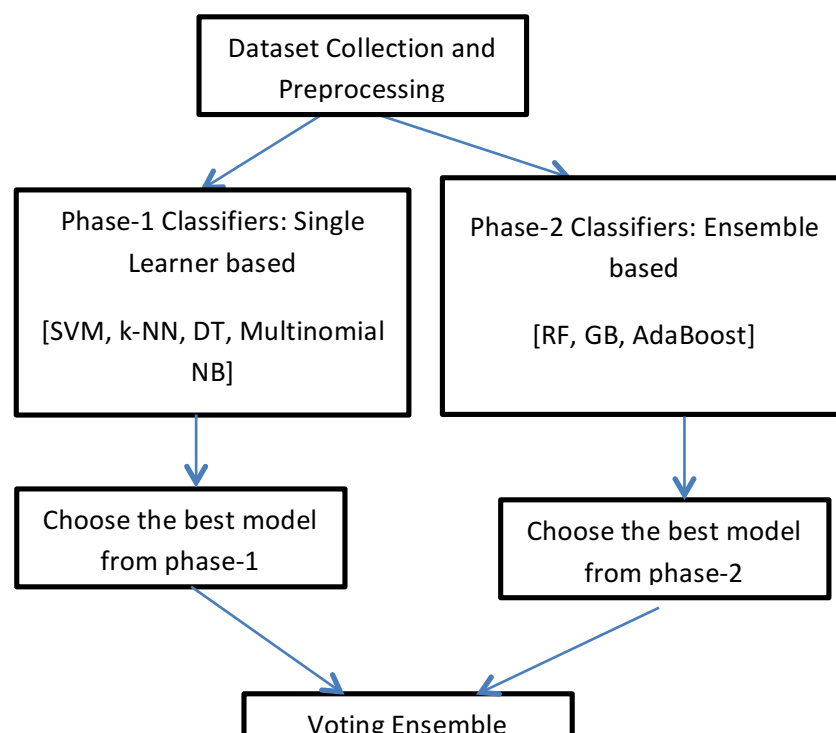 Dataset Collection and
Preprocessing
Phase-1 Classifiers: Single
Learner based
[SVM, k-NN, DT, Multinomial
NB]
Phase-2 Classifiers: Ensemble
based
[RF, GB, AdaBoost]
Choose the best model
from phase-1
Choose the best model
from phase-2
Voting Ensemble